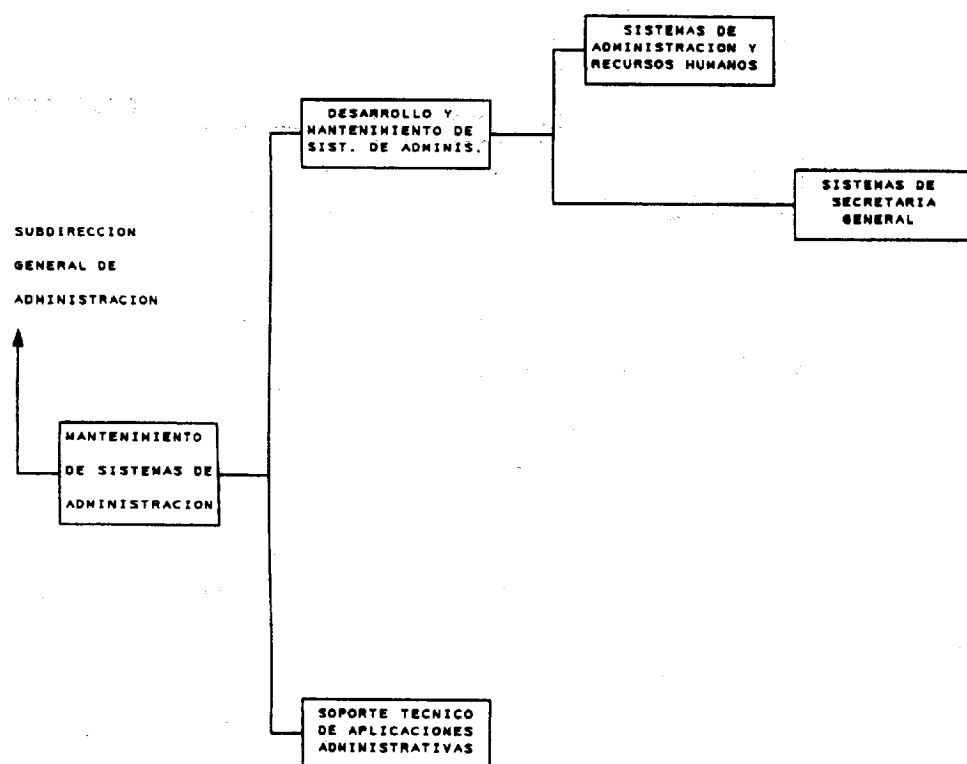 SISTEMAS DE
ADMINISTRACION Y
RECURSOS HUMANOS
DESARROLLO Y
MANTENIMIENTO DE
SIST. DE ADMINIS.
SISTEMAS DE
SECRETARIA
GENERAL
SUBDIRECCION
GENERAL DE
ADMINISTRACION
MANTENIMIENTO
DE SISTEMAS DE
ADMINISTRACION
SOPORTE TECNICO
DE APLICACIONES
ADMINISTRATIVAS